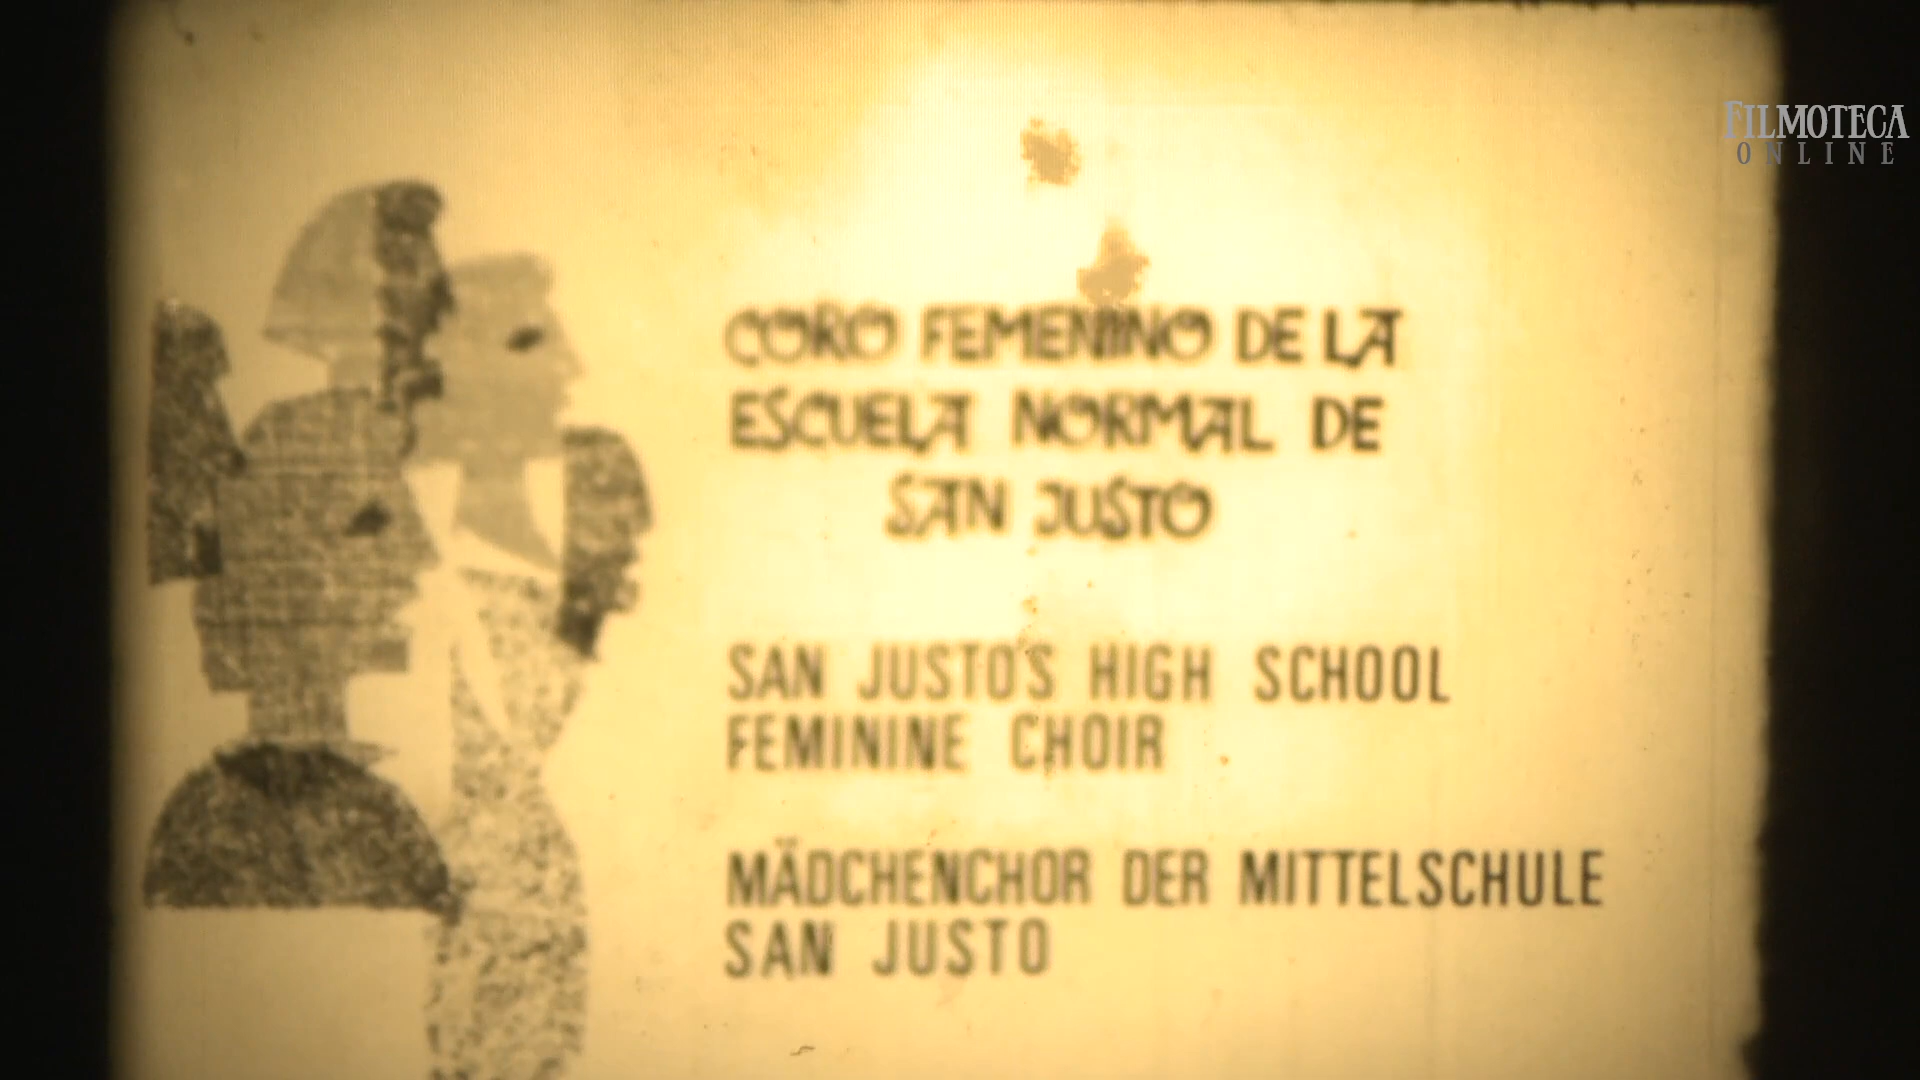 FILMOTECA
ONLINE
CORO FEMENINO DE LA
ESCUELA NORMAL DE
SAN JUSTO
SAN JUSTO'S HIGH SCHOOL
FEMININE CHOIR
MÄDCHENCHOR DER MITTELSCHULE
SAN JUSTO